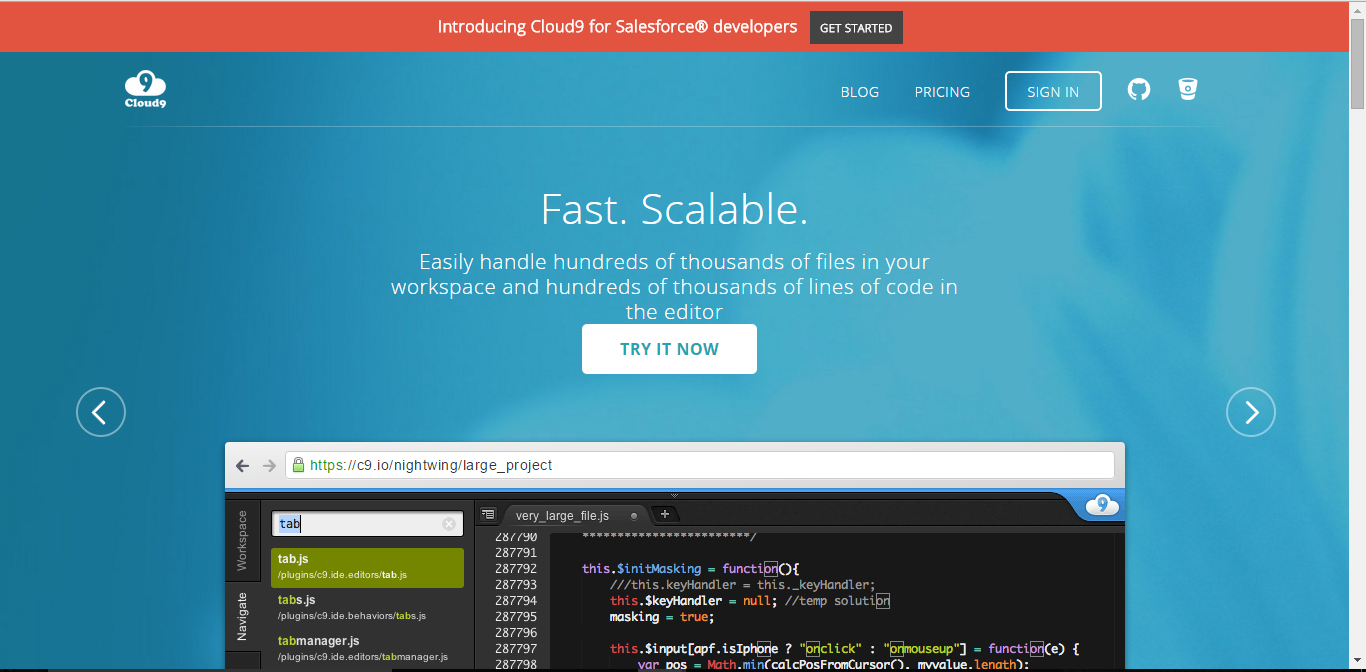 Introducing Cloud9 for Salesforce® developers GET STARTED
9
Cloud9
BLOG PRICING SIGN IN
Fast. Scalable.
Easily handle hundreds of thousands of files in your
workspace and hundreds of thousands of lines of code in
the editor
TRY IT NOW
https://c9.io/nightwing/large_project
9
Workspace
Navigate
tab
tab.js
/plugins/c9.ide.editors/tab.js
tabs.js
/plugins/c9.ide.behaviors/tabs.js
tabmanager.js
/plugins/c9.ide.editors/tabmanager.js
very_large_file.js
287790 ************************/
287791
287792 this.$initMasking = function(){
287793 ///this.keyHandler = this._keyHandler;
287794 this.$keyHandler = null; //temp solution
287795 masking = true;
287796
287797 this.$input[apf.isIphone ? "onclick" : "onmouseup"] = function(e) {
287798 var pos = Math.min(calcPosFromCursor(), myvalue.length);